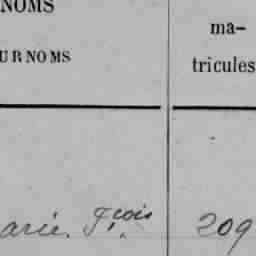 NOMS
ma-
URNOMS
tricules
arie. Fçois 209